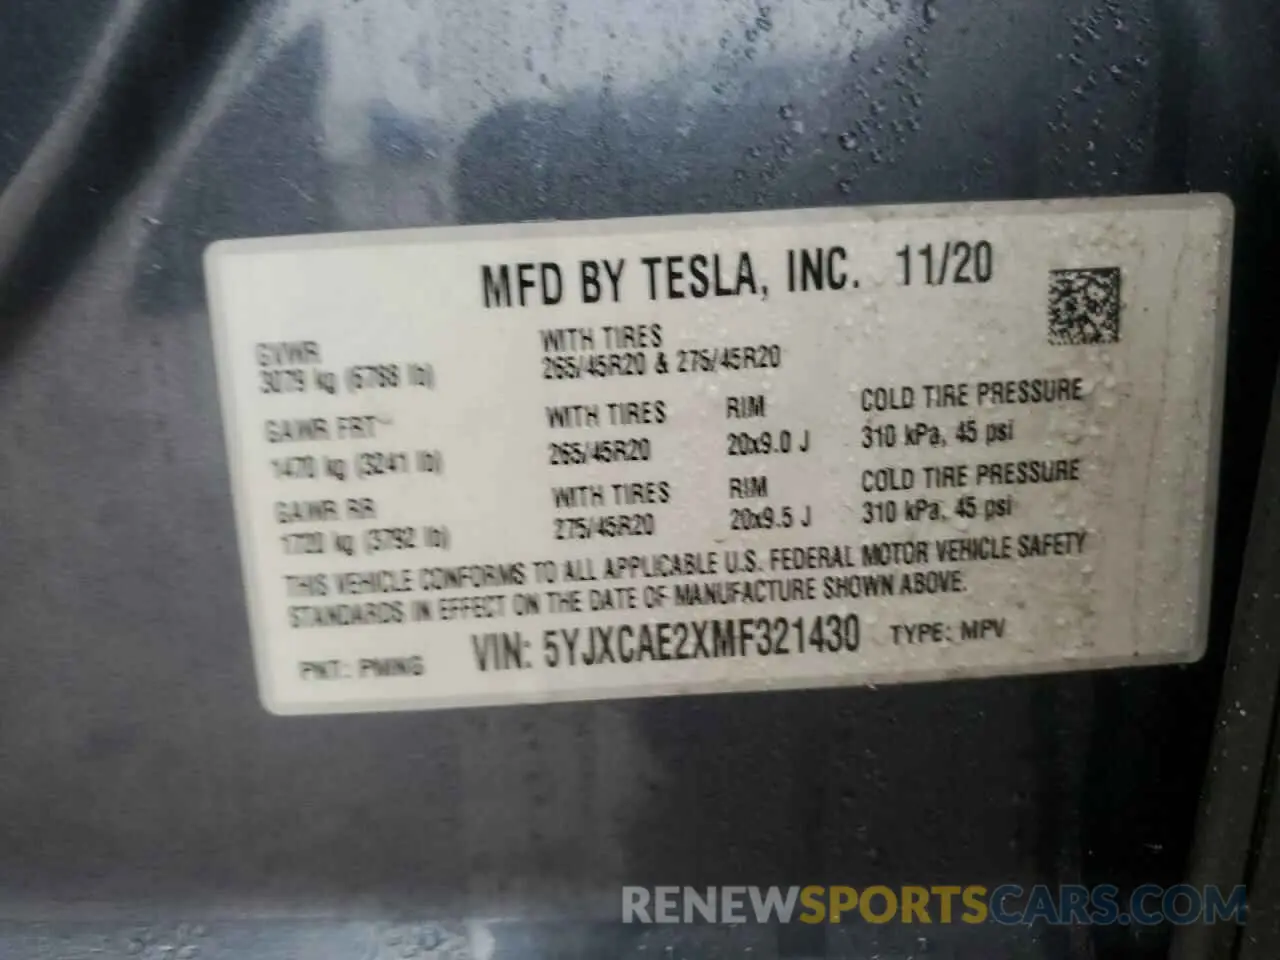 MFD BY TESLA, INC. 11/20
GVWR WITH TIRES
3079 kg (6788 lb) 265/45R20 & 275/45R20
GAWR FRT WITH TIRES RIM COLD TIRE PRESSURE
1470 kg (3241 lb) 265/45R20 20x9.0 J 310 kPa, 45 psi
GAWR RR WITH TIRES RIM COLD TIRE PRESSURE
1720 kg (3792 lb) 275/45R20 20x9.5 J 310 kPa, 45 psi
THIS VEHICLE CONFORMS TO ALL APPLICABLE U.S. FEDERAL MOTOR VEHICLE SAFETY
STANDARDS IN EFFECT ON THE DATE OF MANUFACTURE SHOWN ABOVE.
PNT: PMNG VIN: 5YJXCAE2XMF321430 TYPE: MPV
RENEWSPORTSCARS.COM